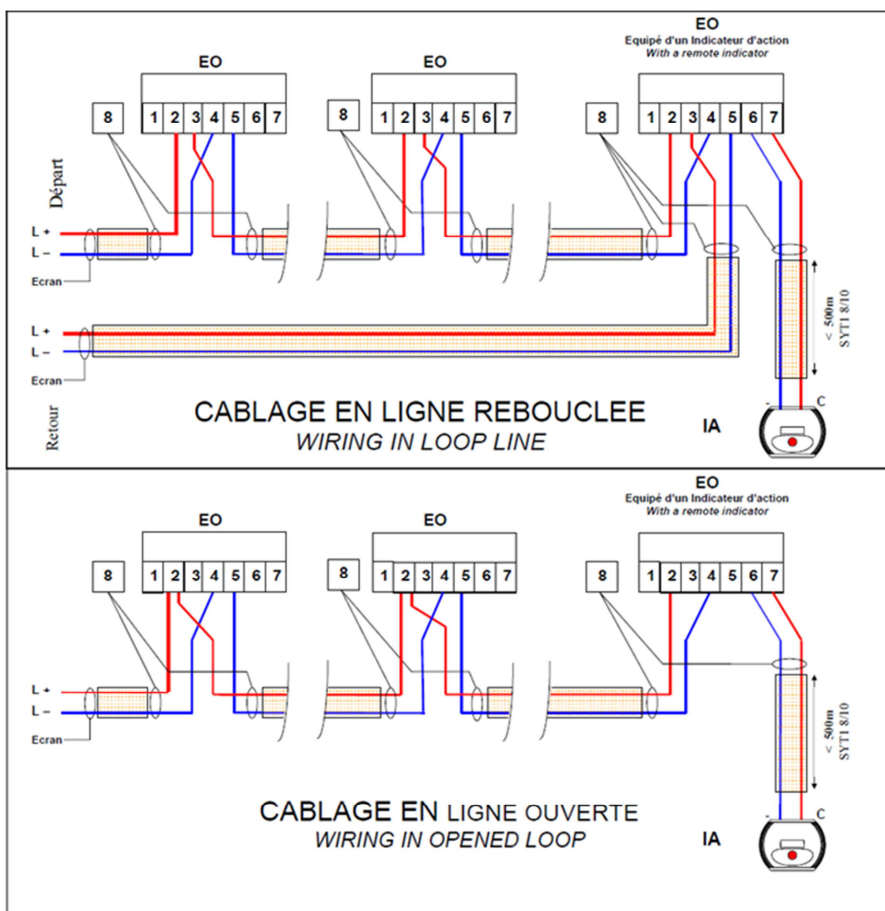 EO
Equipé d'un Indicateur d'action
With a remote indicator
EO
EO
8
1 2 3 4 5 6 7
8
1 2 3 4 5 6 7
8
1 2 3 4 5 6 7
Départ
L +
L –
Ecran
L +
L –
Ecran
Retour
< 500m
SYT1 8/10
CABLAGE EN LIGNE REBOUCLEE
WIRING IN LOOP LINE
IA
- C
EO
Equipé d'un Indicateur d'action
With a remote indicator
EO
EO
8
1 2 3 4 5 6 7
8
1 2 3 4 5 6 7
8
1 2 3 4 5 6 7
L +
L –
Ecran
< 500m
SYT1 8/10
CABLAGE EN LIGNE OUVERTE
WIRING IN OPENED LOOP
IA
- C